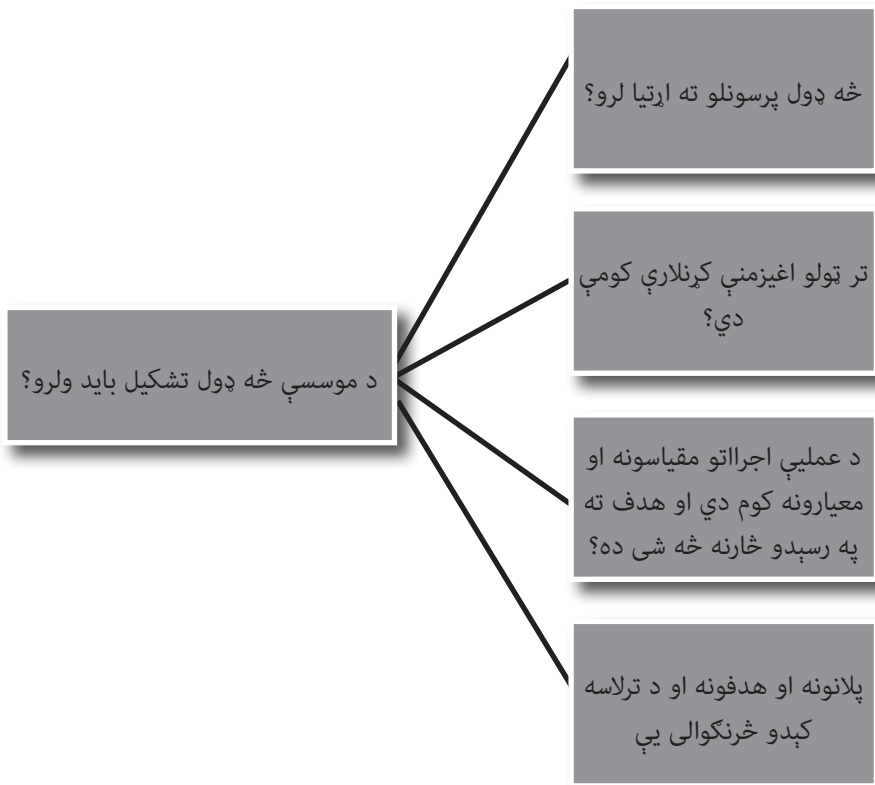 څه ډول پرسونلو ته اړتیا لرو؟
تر ټولو اغیزمنې کړنلارې کومې
دي؟
د موسسې څه ډول تشکیل باید ولرو؟
د عملیې اجرااتو مقیاسونه او
معیارونه کوم دي او هدف ته
په رسېدو څارنه څه شی ده؟
پلانونه او هدفونه او د ترلاسه
کېدو څرنګوالی یې